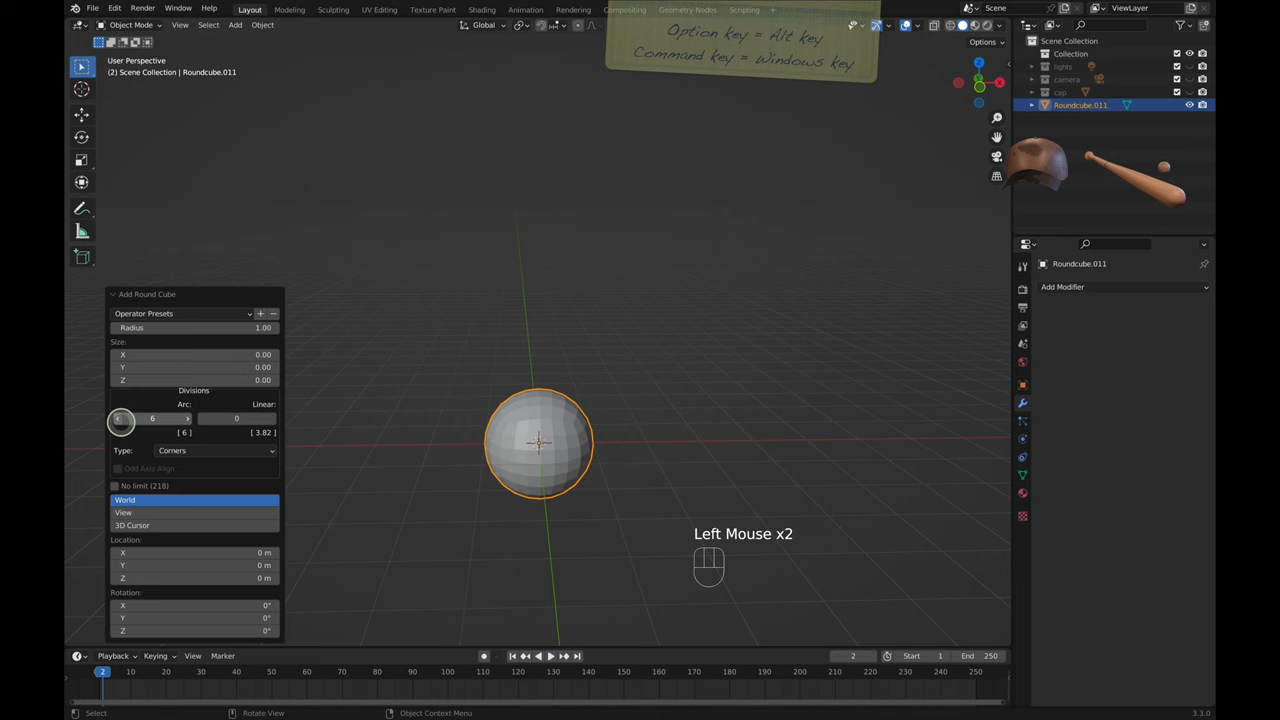 File Edit Render Window Help Layout Modeling Sculpting UV Editing Texture Paint Shading Animation Rendering Compositing Geometry Nodes Scripting Scene ViewLayer
Object Mode View Select Add Object Global Options
Option key = Alt key
Command key = Windows key
User Perspective
(2) Scene Collection | Roundcube.011
Z
X
Scene Collection
Collection
lights
camera
cap
Roundcube.011
Roundcube.011
Add Modifier
Add Round Cube
Operator Presets
Radius 1.00
Size:
X 0.00
Y 0.00
Z 0.00
Divisions
Arc: Linear:
6 0
[ 6 ] [ 3.82 ]
Type: Corners
Odd Axis Align
No limit (218)
World
View
3D Cursor
Location:
X 0 m
Y 0 m
Z 0 m
Rotation:
X 0°
Y 0°
Z 0°
Left Mouse x2
Playback Keying View Marker 2 Start 1 End 250
2 10 20 30 40 50 60 70 80 90 100 110 120 130 140 150 160 170 180 190 200 210 220 230 240 250
Select Rotate View Object Context Menu 3.3.0